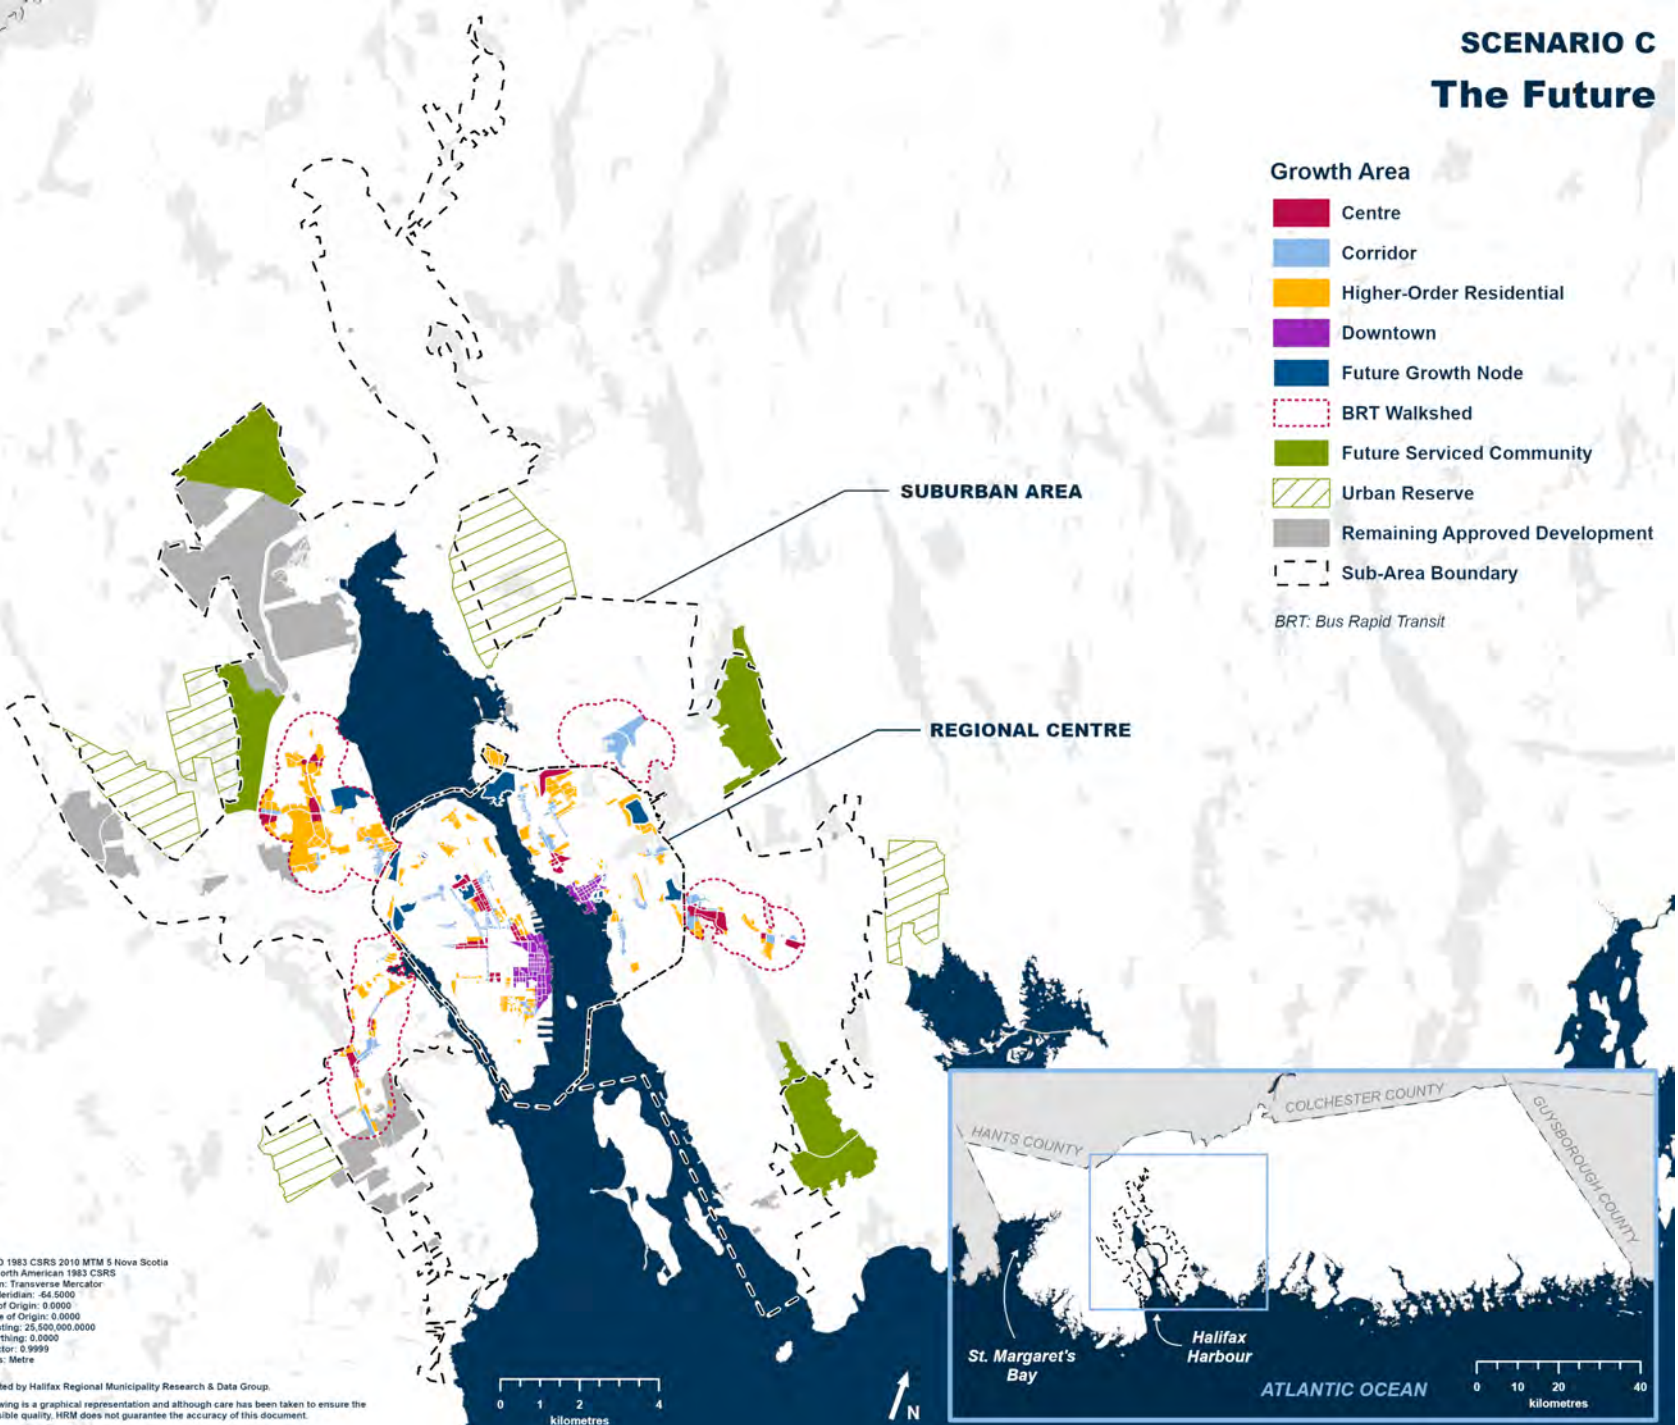 SCENARIO C
The Future
Growth Area
Centre
Corridor
Higher-Order Residential
Downtown
Future Growth Node
BRT Walkshed
Future Serviced Community
Urban Reserve
Remaining Approved Development
Sub-Area Boundary
BRT: Bus Rapid Transit
SUBURBAN AREA
REGIONAL CENTRE
1983 CSRS 2010 MTM 5 Nova Scotia
orth American 1983 CSRS
n: Transverse Mercator
eridian: -64.5000
of Origin: 0.0000
e of Origin: 0.0000
sting: 25,500,000.0000
rthing: 0.0000
ctor: 0.9999
s: Metre
ted by Halifax Regional Municipality Research & Data Group.
wing is a graphical representation and although care has been taken to ensure the
sible quality, HRM does not guarantee the accuracy of this document.
0 1 2 4
kilometres
N
COLCHESTER COUNTY
HANTS COUNTY
GUYSBOROUGH COUNTY
St. Margaret's
Bay
Halifax
Harbour
ATLANTIC OCEAN
0 10 20 40
kilometres